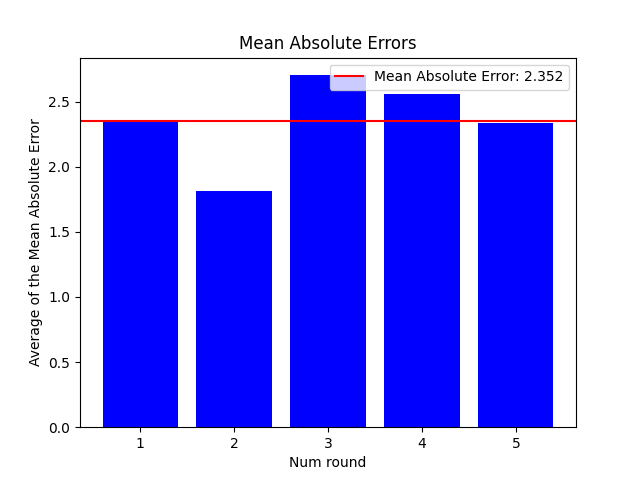 Mean Absolute Errors
Mean Absolute Error: 2.352
Average of the Mean Absolute Error
2.5
2.0
1.5
1.0
0.5
0.0
1 2 3 4 5
Num round